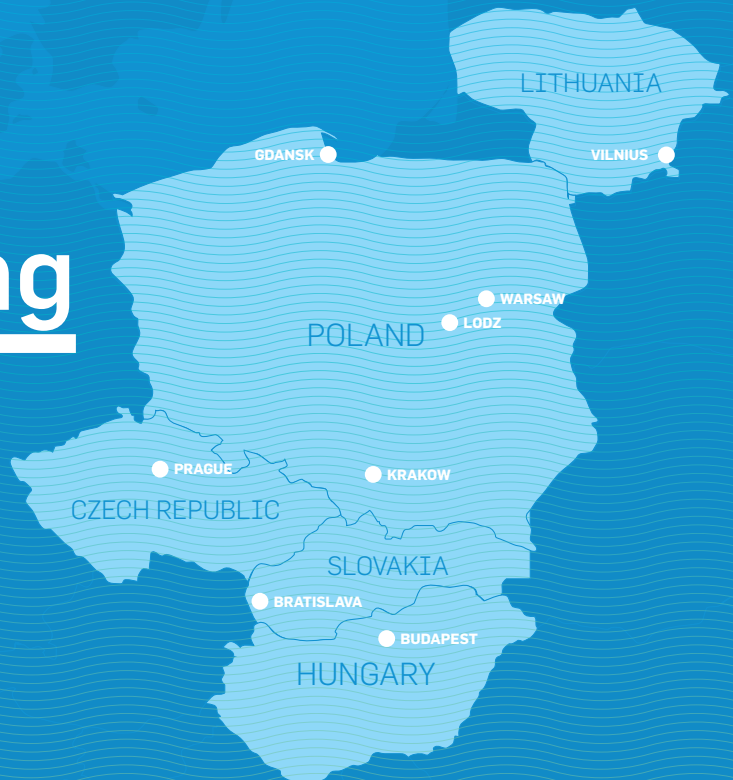 LITHUANIA
GDANSK
VILNIUS
ng
WARSAW
LODZ
POLAND
PRAGUE
KRAKOW
CZECH REPUBLIC
SLOVAKIA
BRATISLAVA
BUDAPEST
HUNGARY